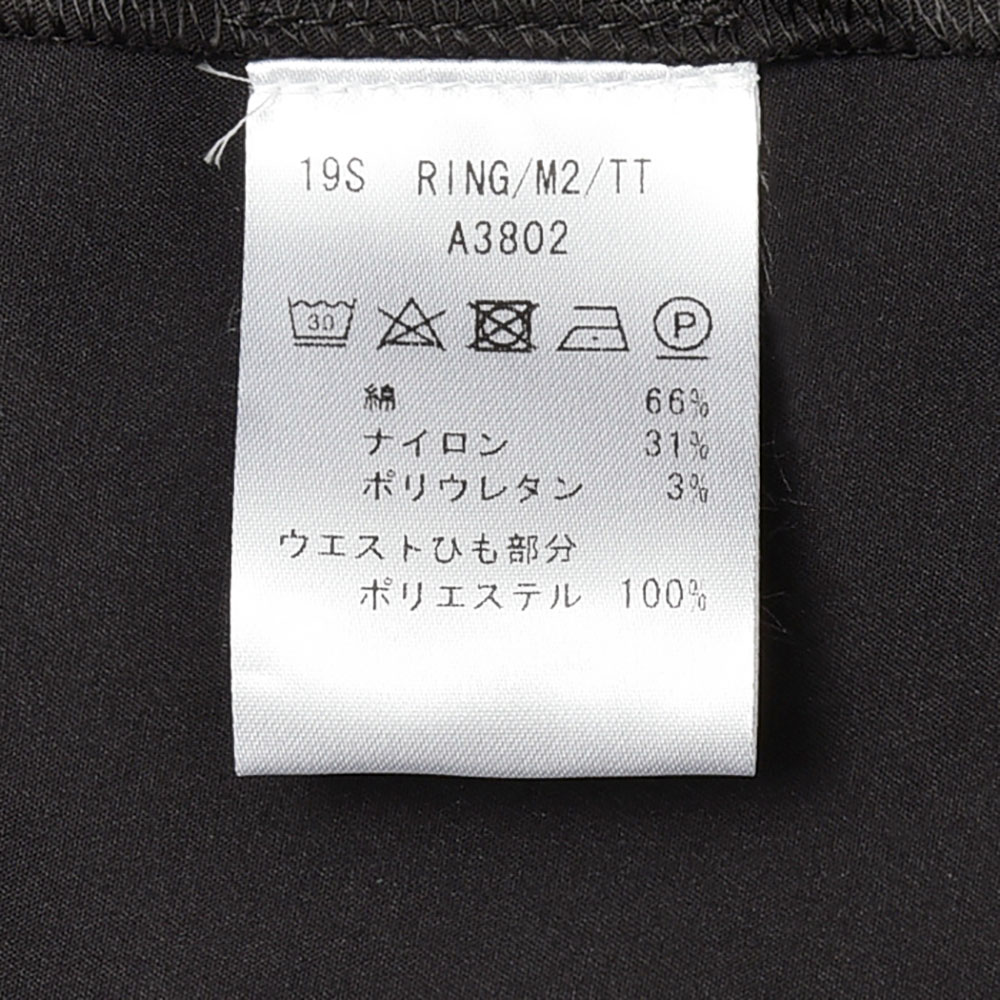 19S RING/M2/TT
A3802
30 P
綿 66%
ナイロン 31%
ポリウレタン 3%
ウエストひも部分
ポリエステル 100%